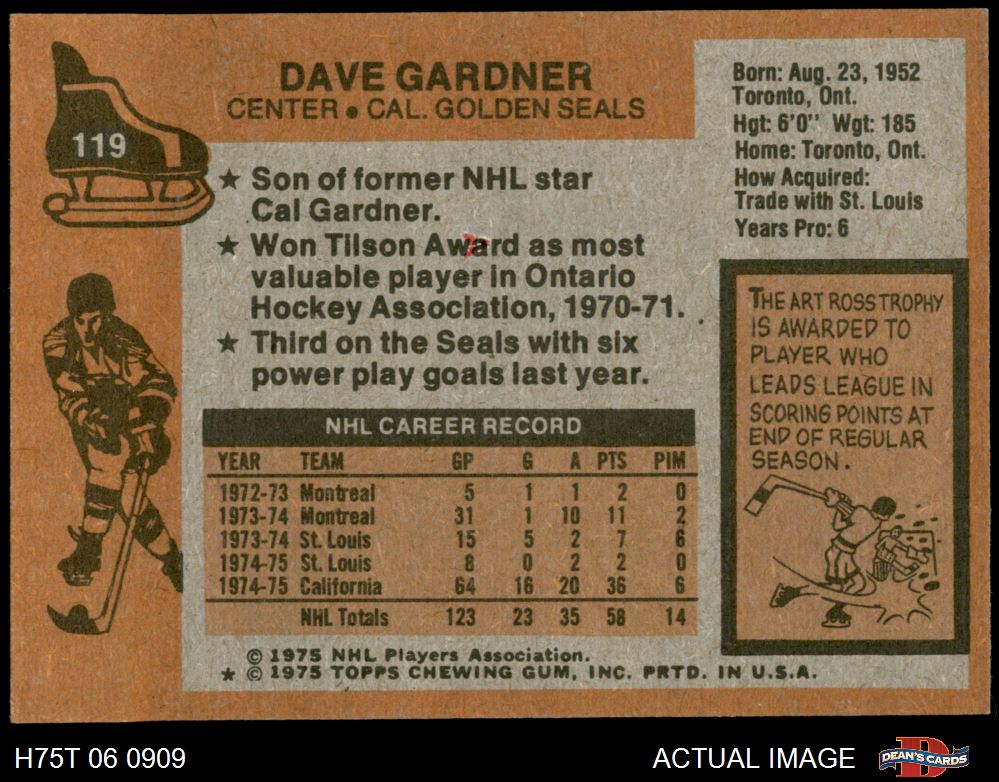 119
DAVE GARDNER
CENTER • CAL. GOLDEN SEALS
Born: Aug. 23, 1952
Toronto, Ont.
Hgt: 6'0" Wgt: 185
Home: Toronto, Ont.
How Acquired:
Trade with St. Louis
Years Pro: 6
★ Son of former NHL star
Cal Gardner.
★ Won Tilson Award as most
valuable player in Ontario
Hockey Association, 1970-71.
★ Third on the Seals with six
power play goals last year.
NHL CAREER RECORD
YEAR TEAM GP G A PTS PIM
1972-73 Montreal 5 1 1 2 0
1973-74 Montreal 31 1 10 11 2
1973-74 St. Louis 15 5 2 7 6
1974-75 St. Louis 8 0 2 2 0
1974-75 California 64 16 20 36 6
NHL Totals 123 23 35 58 14
THE ART ROSS TROPHY
IS AWARDED TO
PLAYER WHO
LEADS LEAGUE IN
SCORING POINTS AT
END OF REGULAR
SEASON.
© 1975 NHL Players Association.
★ © 1975 TOPPS CHEWING GUM, INC. PRTD. IN U.S.A.
H75T 06 0909
ACTUAL IMAGE
DEAN'S CARDS